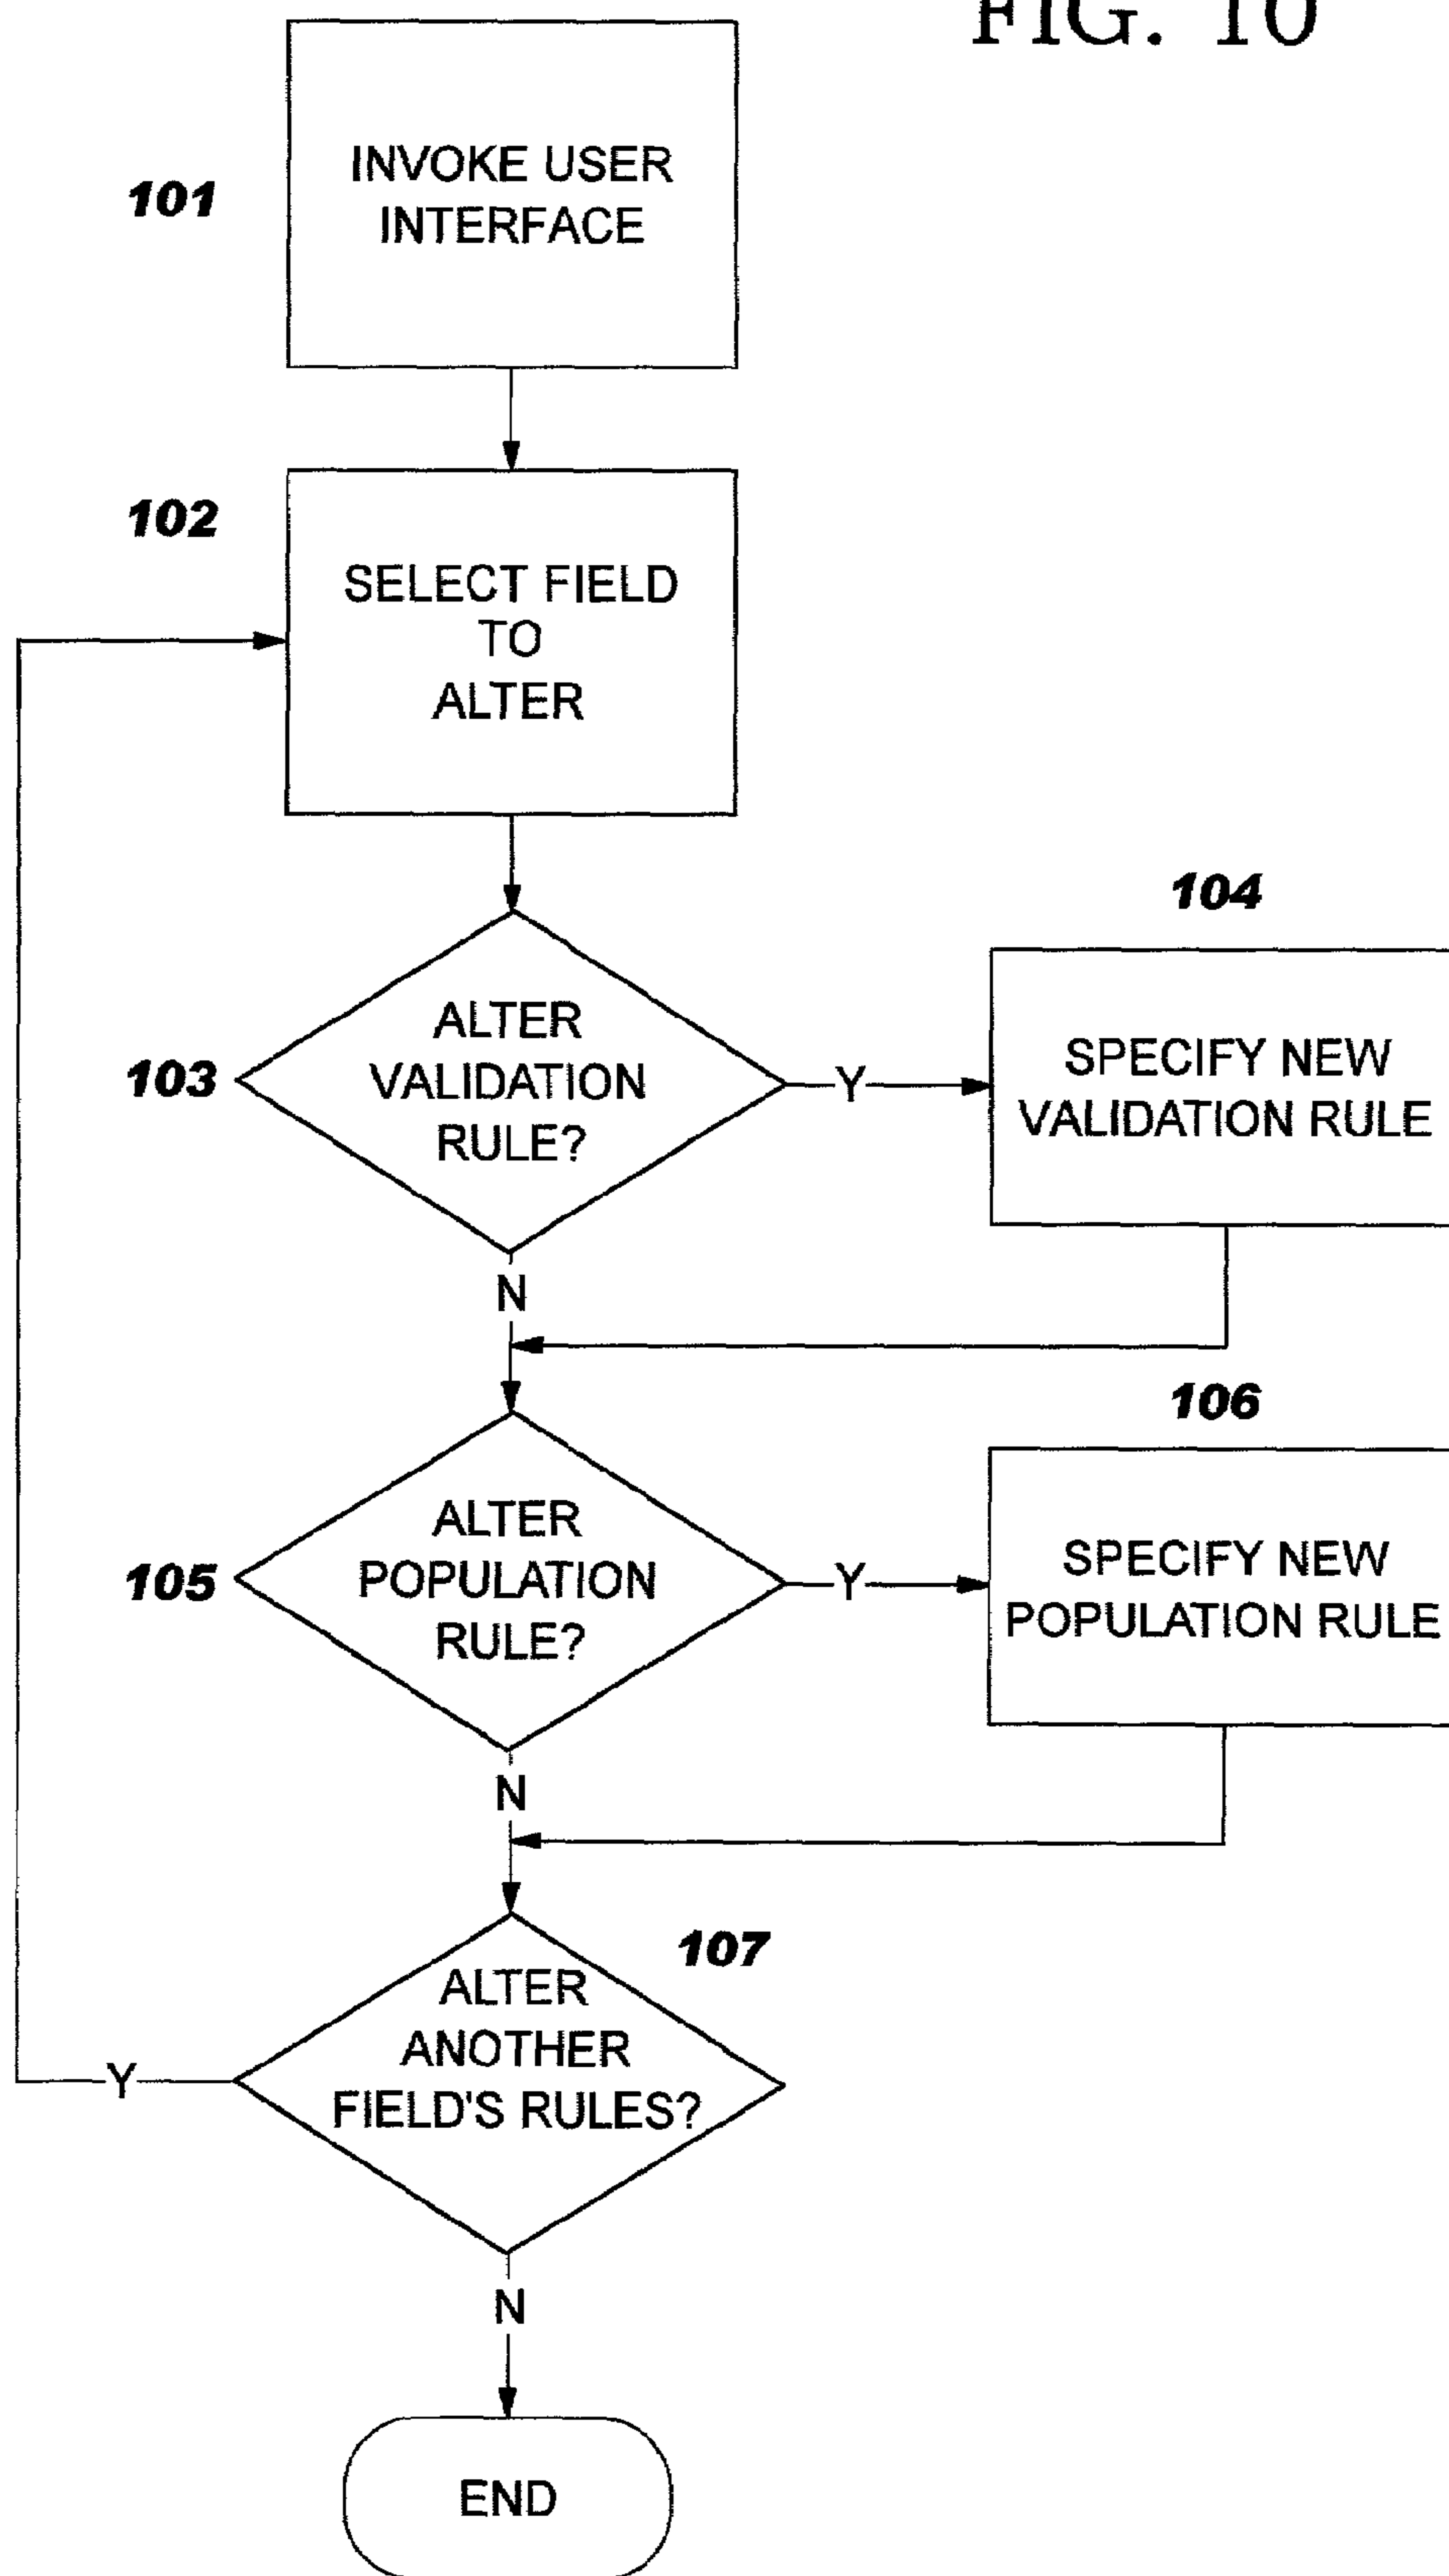 FIG. 10
INVOKE USER
INTERFACE
101
102
SELECT FIELD
TO
ALTER
104
ALTER
VALIDATION
RULE?
103
Y
SPECIFY NEW
VALIDATION RULE
N
106
ALTER
POPULATION
RULE?
105
Y
SPECIFY NEW
POPULATION RULE
N
107
ALTER
ANOTHER
FIELD'S RULES?
Y
N
END